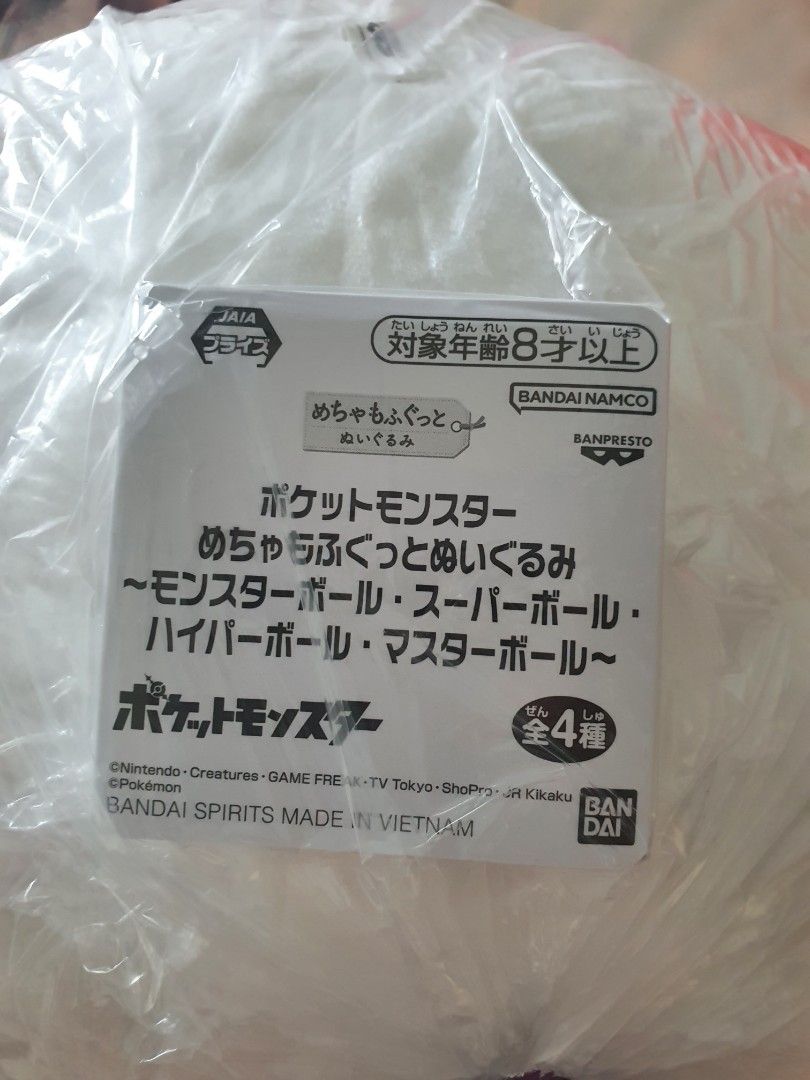 JAIA
プライズ
たいしょうねんれい さいいじょう
対象年齢8才以上
BANDAI NAMCO
BANPRESTO
めちゃもふぐっと
ぬいぐるみ
ポケットモンスター
めちゃもふぐっとぬいぐるみ
~モンスターボール・スーパーボール・
ハイパーボール・マスターボール~
ポケットモンスター
ぜん しゅ
全4種
©Nintendo・Creatures・GAME FREAK・TV Tokyo・ShoPro・JR Kikaku
©Pokémon
BANDAI SPIRITS MADE IN VIETNAM
BAN
DAI